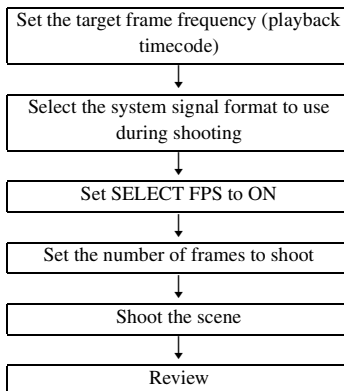 Set the target frame frequency (playback
timecode)
Select the system signal format to use
during shooting
Set SELECT FPS to ON
Set the number of frames to shoot
Shoot the scene
Review